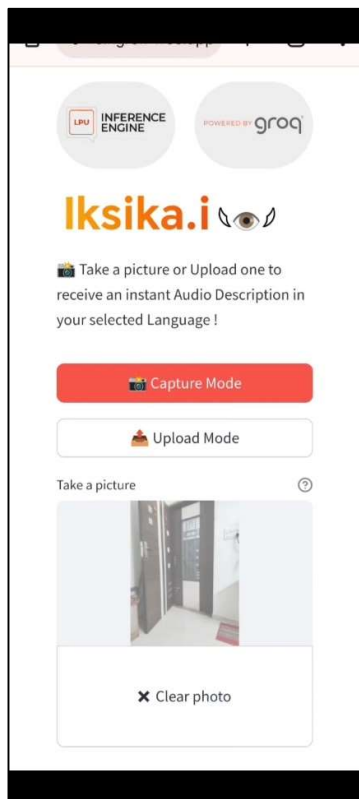 LPU
INFERENCE
ENGINE
POWERED BY groq
Iksika.i
Take a picture or Upload one to
receive an instant Audio Description in
your selected Language !
Capture Mode
Upload Mode
Take a picture
Clear photo